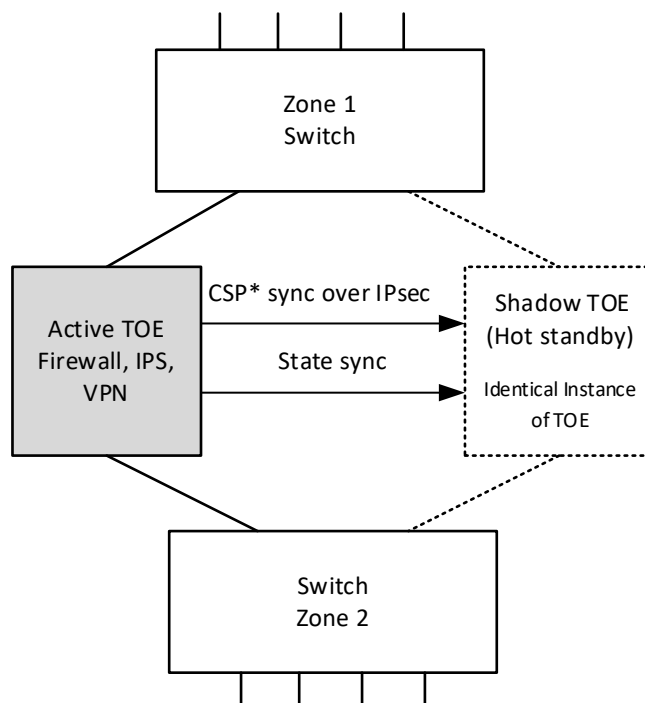 Zone 1
Switch
CSP* sync over IPsec
Active TOE
Firewall, IPS,
VPN
State sync
Shadow TOE
(Hot standby)
Identical Instance
of TOE
Switch
Zone 2